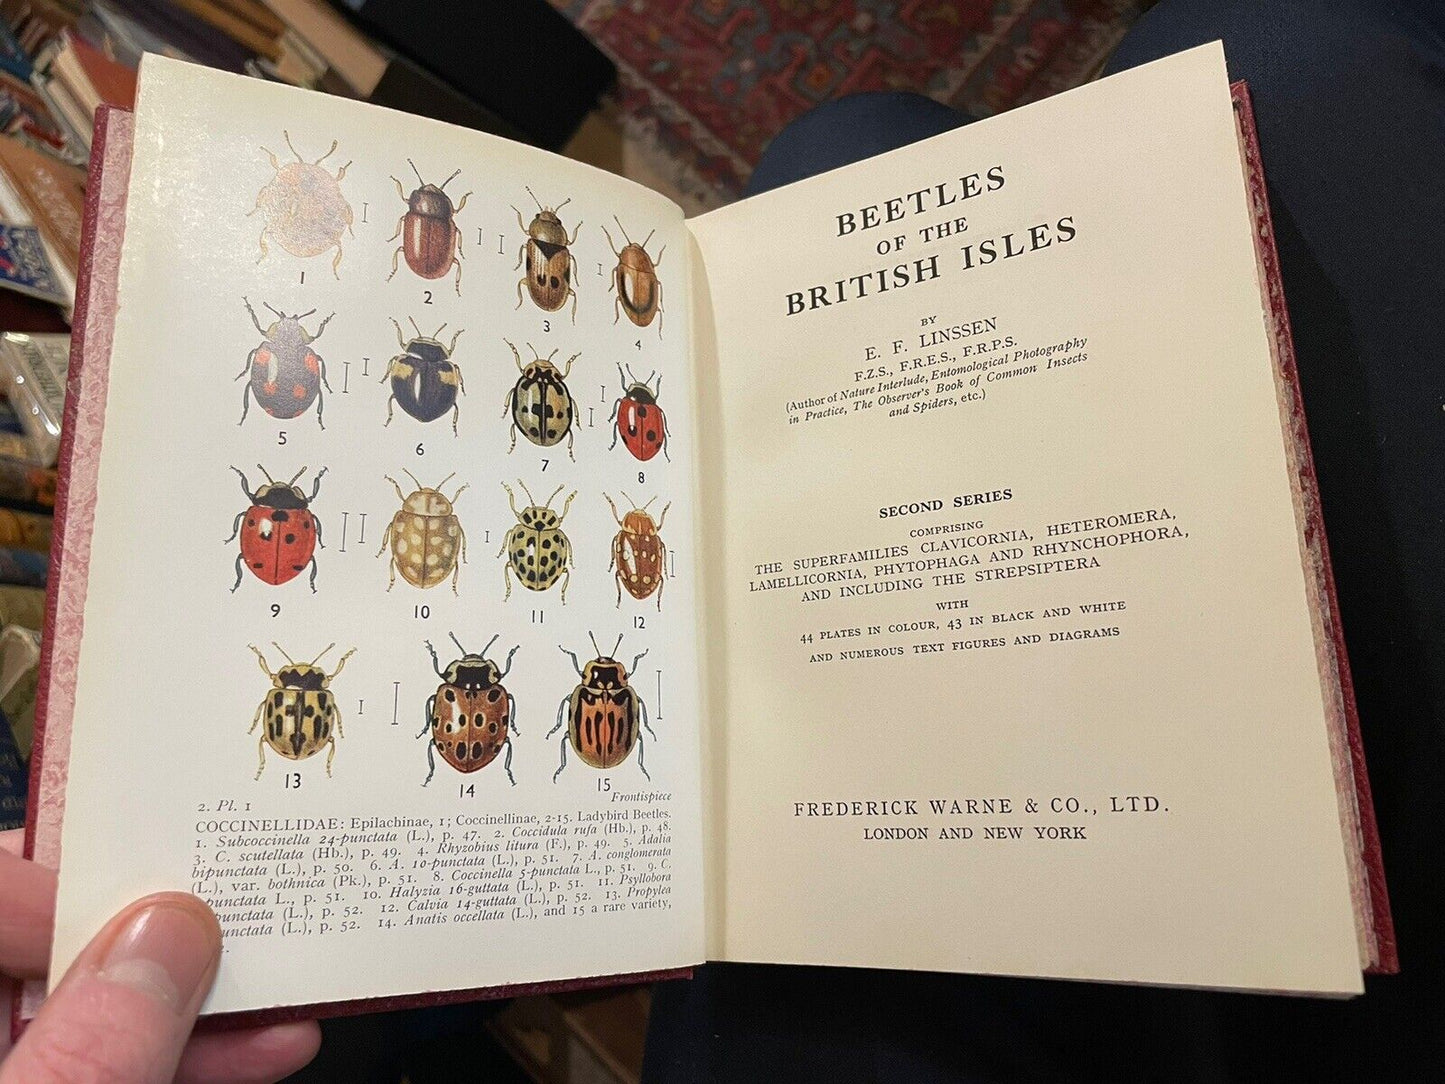 1
2
3
4
5
6
7
8
9
10
11
12
13
14
15
2. Pl. 1
Frontispiece
COCCINELLIDAE: Epilachinae, 1; Coccinellinae, 2-15. Ladybird Beetles.
1. Subcoccinella 24-punctata (L.), p. 47. 2. Coccidula rufa (Hb.), p. 48.
3. C. scutellata (Hb.), p. 49. 4. Rhyzobius litura (F.), p. 49. 5. Adalia
bipunctata (L.), p. 50. 6. A. 10-punctata (L.), p. 51. 7. A. conglomerata
(L.), var. bothnica (Pk.), p. 51. 8. Coccinella 5-punctata L., p. 51. 9. C.
punctata L., p. 51. 10. Halyzia 16-guttata (L.), p. 51. 11. Psyllobora
punctata (L.), p. 52. 12. Calvia 14-guttata (L.), p. 52. 13. Propylea
unctata (L.), p. 52. 14. Anatis occellata (L.), and 15 a rare variety,
BEETLES
OF THE
BRITISH ISLES
BY
E. F. LINSSEN
F.Z.S., F.R.E.S., F.R.P.S.
(Author of Nature Interlude, Entomological Photography
in Practice, The Observer's Book of Common Insects
and Spiders, etc.)
SECOND SERIES
COMPRISING
THE SUPERFAMILIES CLAVICORNIA, HETEROMERA,
LAMELLICORNIA, PHYTOPHAGA AND RHYNCHOPHORA,
AND INCLUDING THE STREPSIPTERA
WITH
44 PLATES IN COLOUR, 43 IN BLACK AND WHITE
AND NUMEROUS TEXT FIGURES AND DIAGRAMS
FREDERICK WARNE & CO., LTD.
LONDON AND NEW YORK